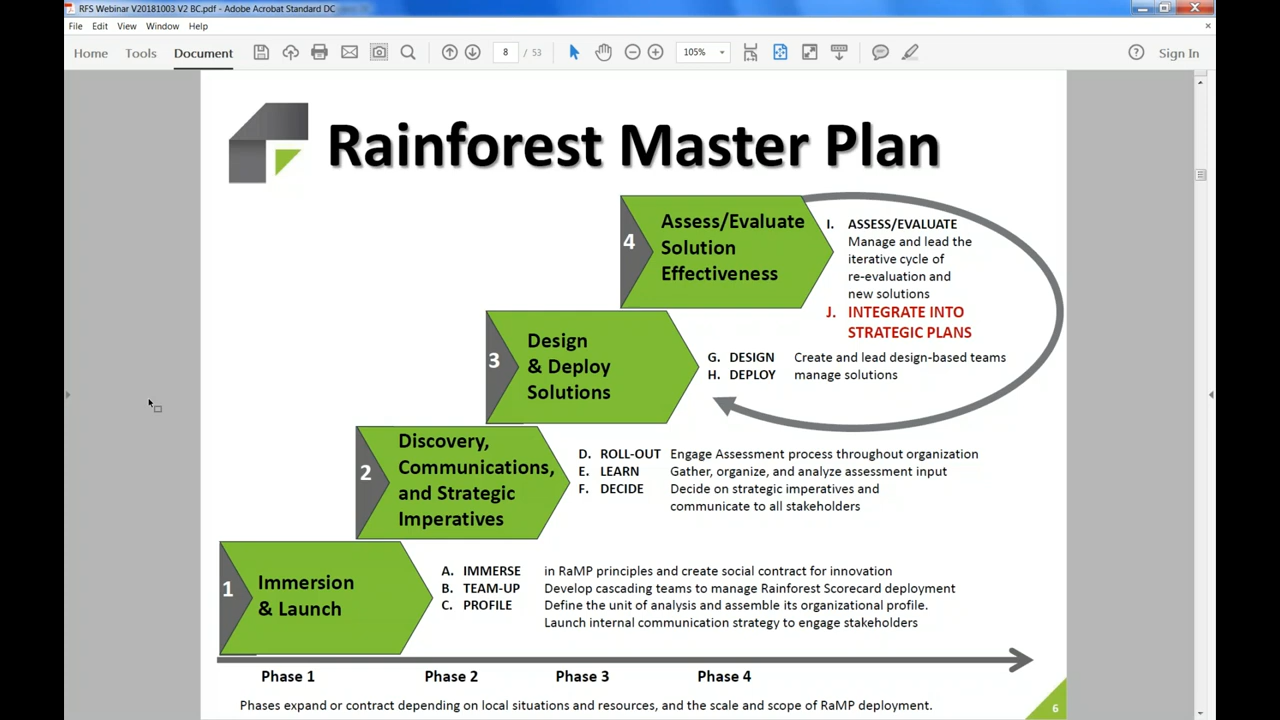 RFS Webinar V20181003 V2 BC.pdf - Adobe Acrobat Standard DC
File Edit View Window Help
Home Tools Document 8 / 53 105% Sign In
Rainforest Master Plan
4
Assess/Evaluate
Solution
Effectiveness
I. ASSESS/EVALUATE
Manage and lead the
iterative cycle of
re-evaluation and
new solutions
J. INTEGRATE INTO
STRATEGIC PLANS
3
Design
& Deploy
Solutions
G. DESIGN Create and lead design-based teams
H. DEPLOY manage solutions
2
Discovery,
Communications,
and Strategic
Imperatives
D. ROLL-OUT Engage Assessment process throughout organization
E. LEARN Gather, organize, and analyze assessment input
F. DECIDE Decide on strategic imperatives and
communicate to all stakeholders
1
Immersion
& Launch
A. IMMERSE in RaMP principles and create social contract for innovation
B. TEAM-UP Develop cascading teams to manage Rainforest Scorecard deployment
C. PROFILE Define the unit of analysis and assemble its organizational profile.
Launch internal communication strategy to engage stakeholders
Phase 1 Phase 2 Phase 3 Phase 4
Phases expand or contract depending on local situations and resources, and the scale and scope of RaMP deployment.
6